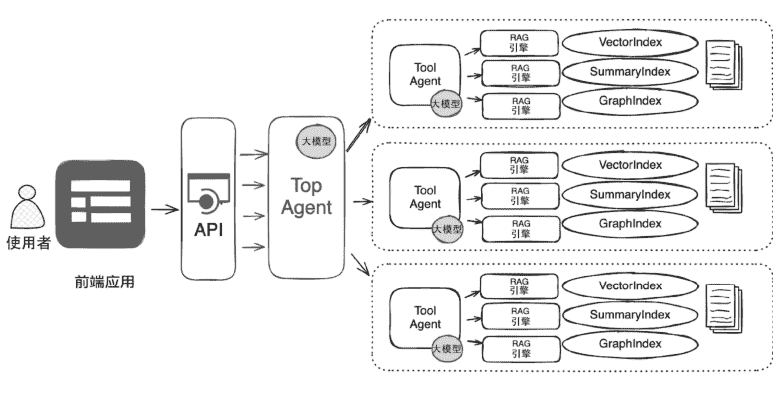 使用者
前端应用
API
大模型
Top
Agent
Tool
Agent
大模型
RAG
引擎
VectorIndex
RAG
引擎
SummaryIndex
RAG
引擎
GraphIndex
Tool
Agent
大模型
RAG
引擎
VectorIndex
RAG
引擎
SummaryIndex
RAG
引擎
GraphIndex
Tool
Agent
大模型
RAG
引擎
VectorIndex
RAG
引擎
SummaryIndex
RAG
引擎
GraphIndex